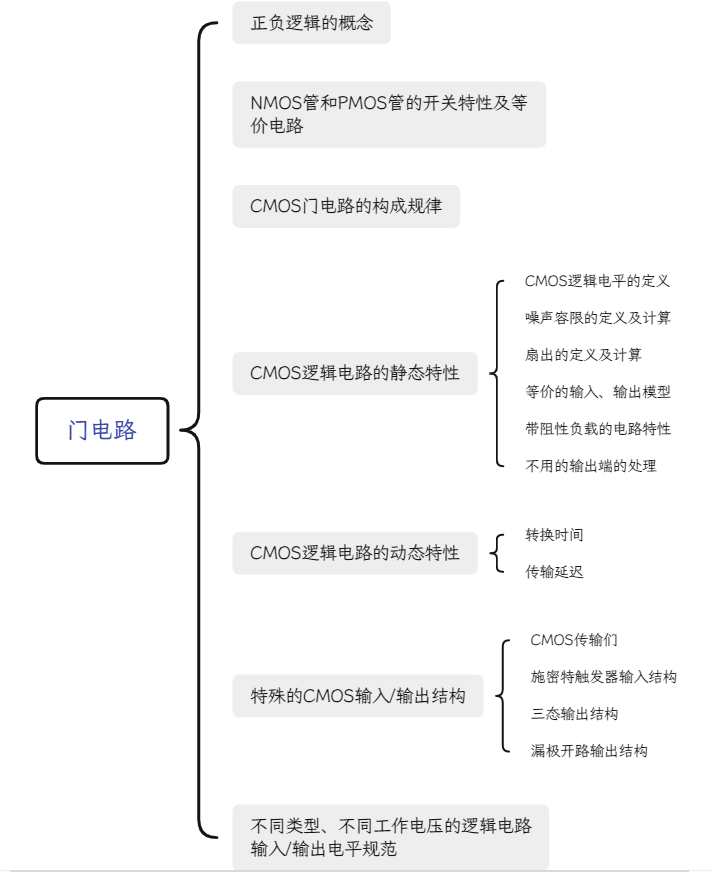 正负逻辑的概念
NMOS管和PMOS管的开关特性及等
价电路
CMOS门电路的构成规律
CMOS逻辑电路的静态特性
CMOS逻辑电平的定义
噪声容限的定义及计算
扇出的定义及计算
等价的输入、输出模型
带阻性负载的电路特性
不用的输出端的处理
门电路
CMOS逻辑电路的动态特性
转换时间
传输延迟
特殊的CMOS输入/输出结构
CMOS传输们
施密特触发器输入结构
三态输出结构
漏极开路输出结构
不同类型、不同工作电压的逻辑电路
输入/输出电平规范